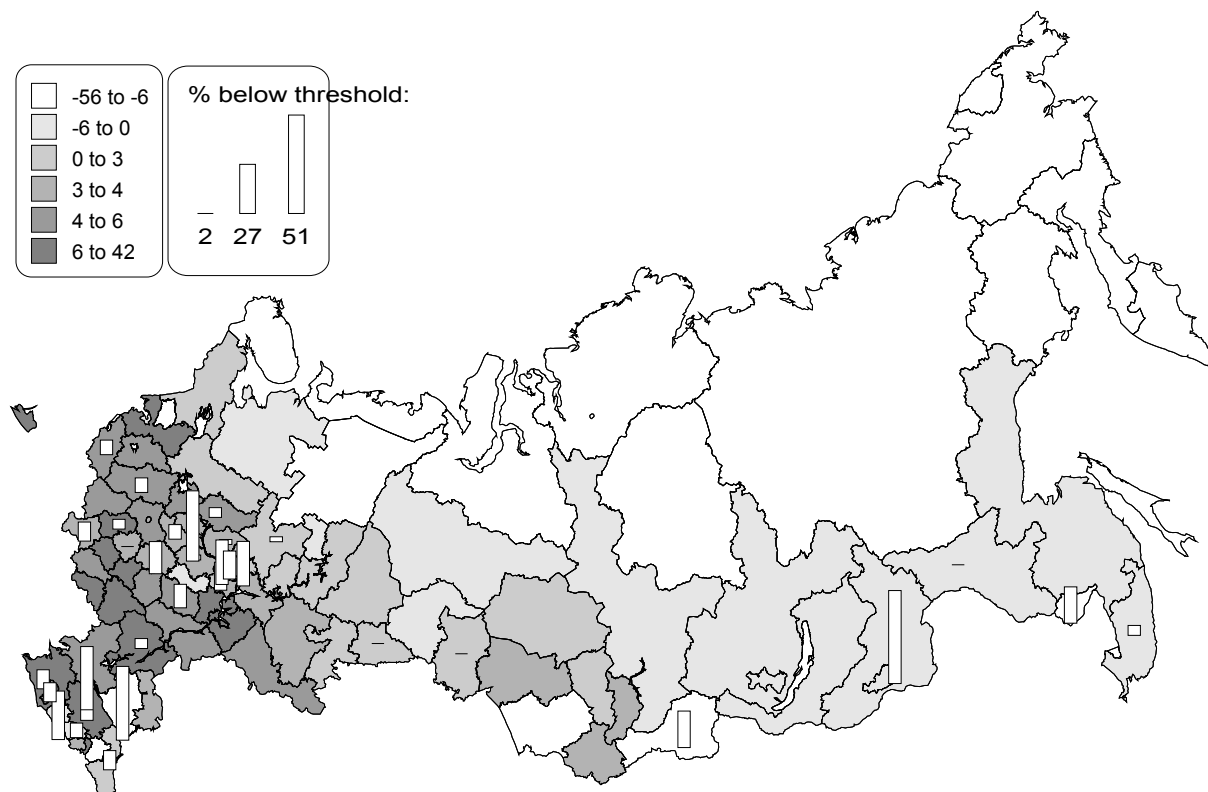 -56 to -6
-6 to 0
0 to 3
3 to 4
4 to 6
6 to 42
% below threshold:
2 27 51